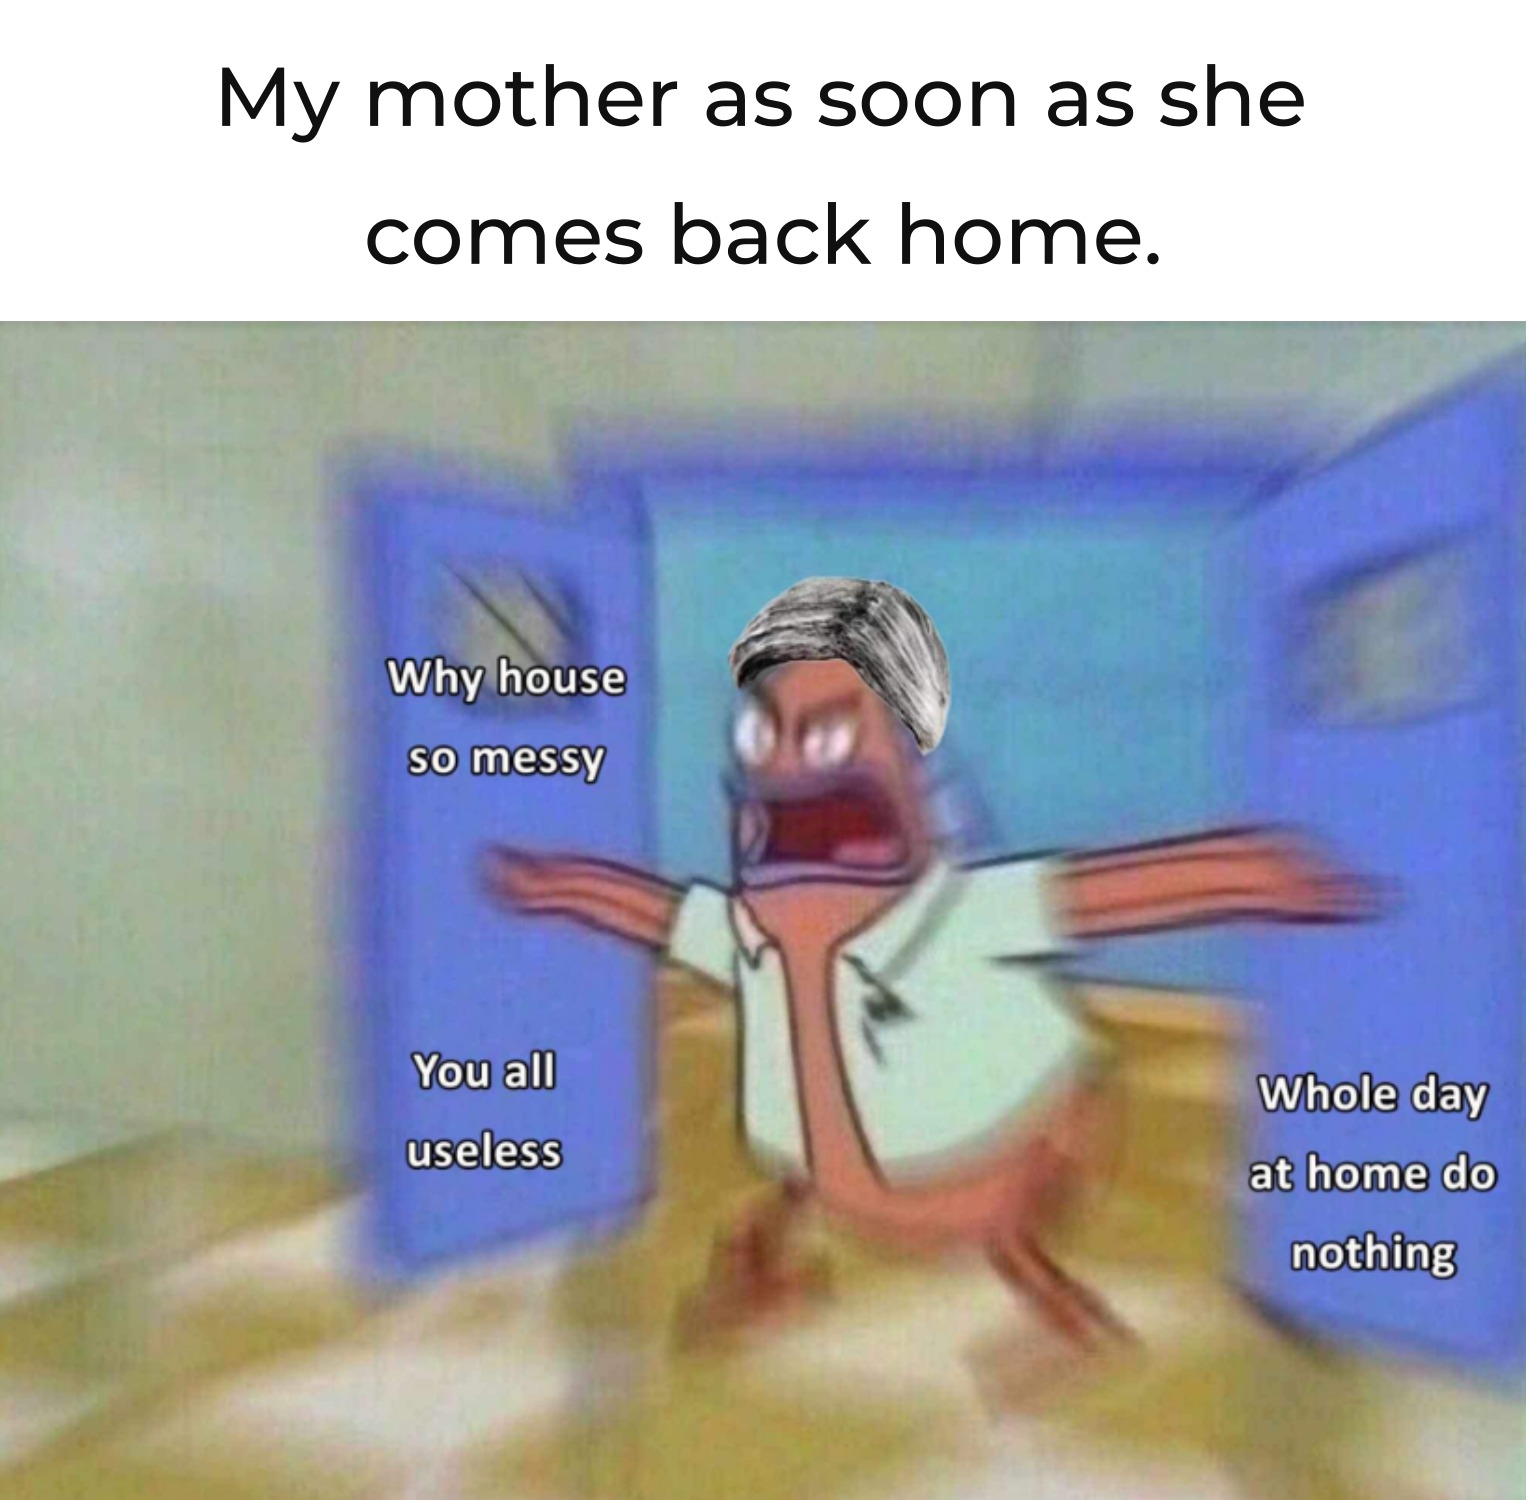 My mother as soon as she
comes back home.
Why house
so messy
You all
useless
Whole day
at home do
nothing